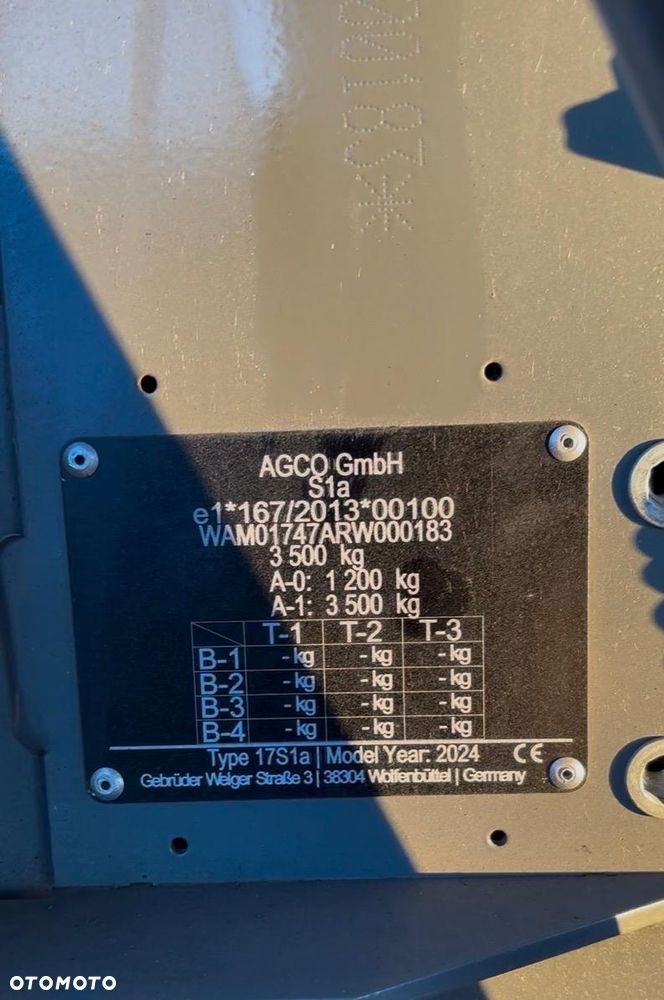 00183*
AGCO GmbH
S1a
e1*167/2013*00100
WAM01747ARW000183
3 500 kg
A-0: 1 200 kg
A-1: 3 500 kg
T-1 T-2 T-3
B-1 -kg -kg -kg
B-2 -kg -kg -kg
B-3 -kg -kg -kg
B-4 -kg -kg -kg
Type 17S1a | Model Year: 2024 CE
Gebrüder Welger Straße 3 | 38304 Wolfenbüttel | Germany
OTOMOTO